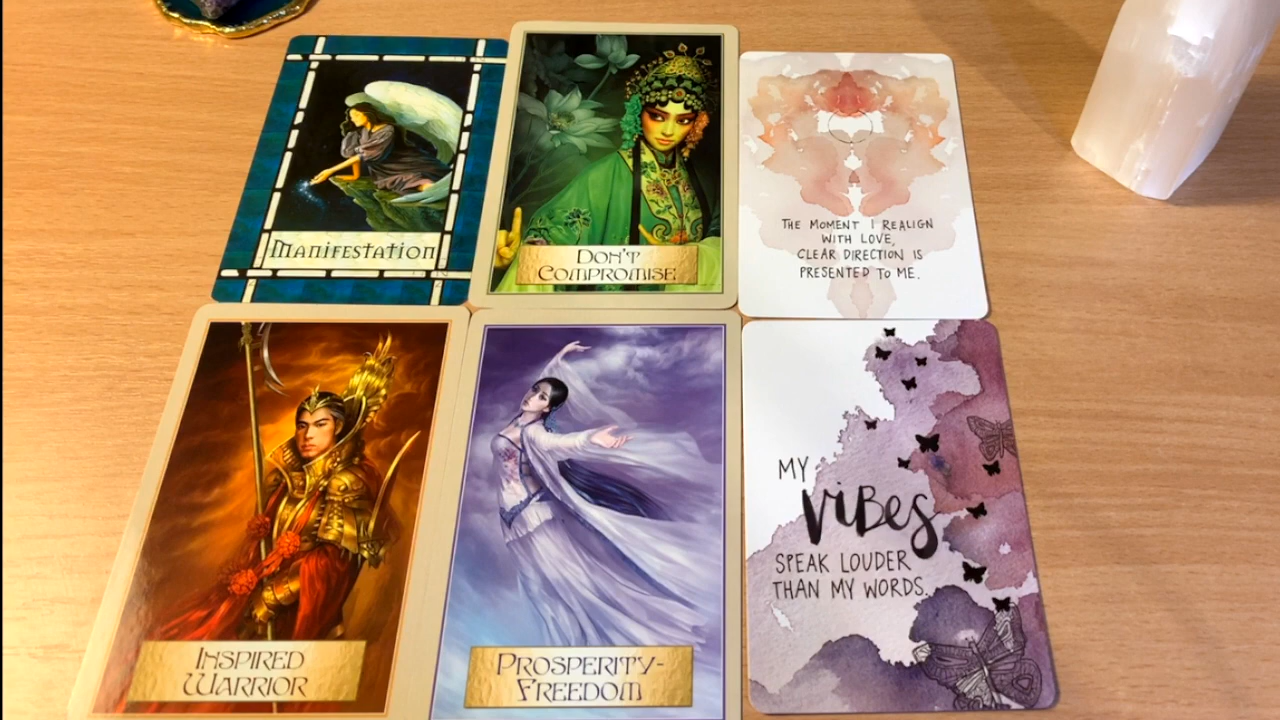 Manifestation
Don't
Compromise
THE MOMENT I REALIGN
WITH LOVE,
CLEAR DIRECTION IS
PRESENTED TO ME.
Inspired
Warrior
Prosperity-
Freedom
MY
ViBES
SPEAK LOUDER
THAN MY WORDS.